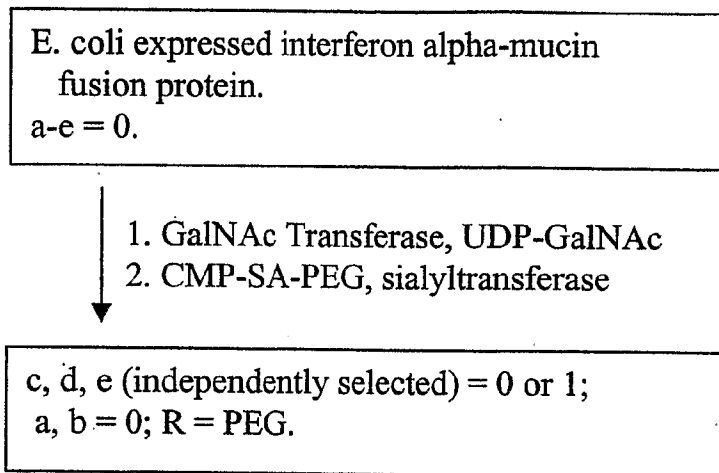 E. coli expressed interferon alpha-mucin
fusion protein.
a-e = 0.
1. GalNAc Transferase, UDP-GalNAc
2. CMP-SA-PEG, sialyltransferase
c, d, e (independently selected) = 0 or 1;
a, b = 0; R = PEG.